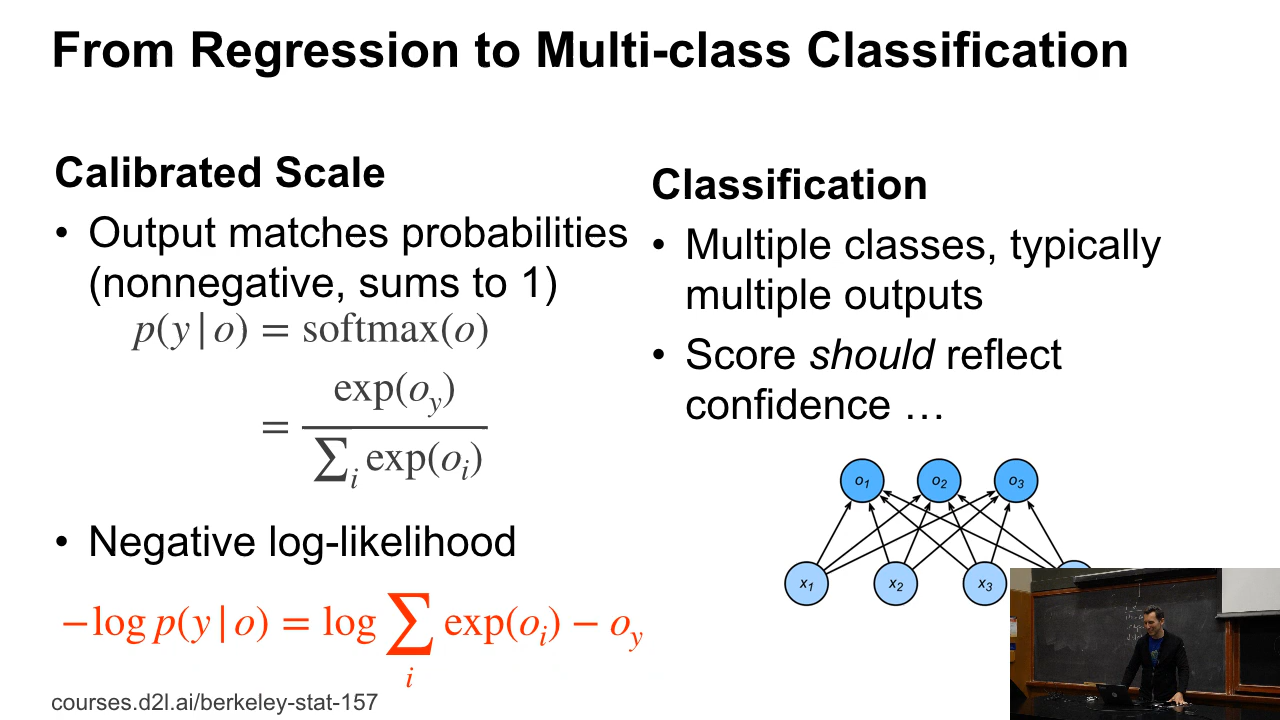 From Regression to Multi-class Classification
Calibrated Scale
• Output matches probabilities
(nonnegative, sums to 1)
p(y|o) = softmax(o)
= exp(o_y) / ∑_i exp(o_i)
• Negative log-likelihood
−log p(y|o) = log ∑_i exp(o_i) − o_y
Classification
• Multiple classes, typically
multiple outputs
• Score should reflect
confidence …
o1 o2 o3
x1 x2 x3
courses.d2l.ai/berkeley-stat-157